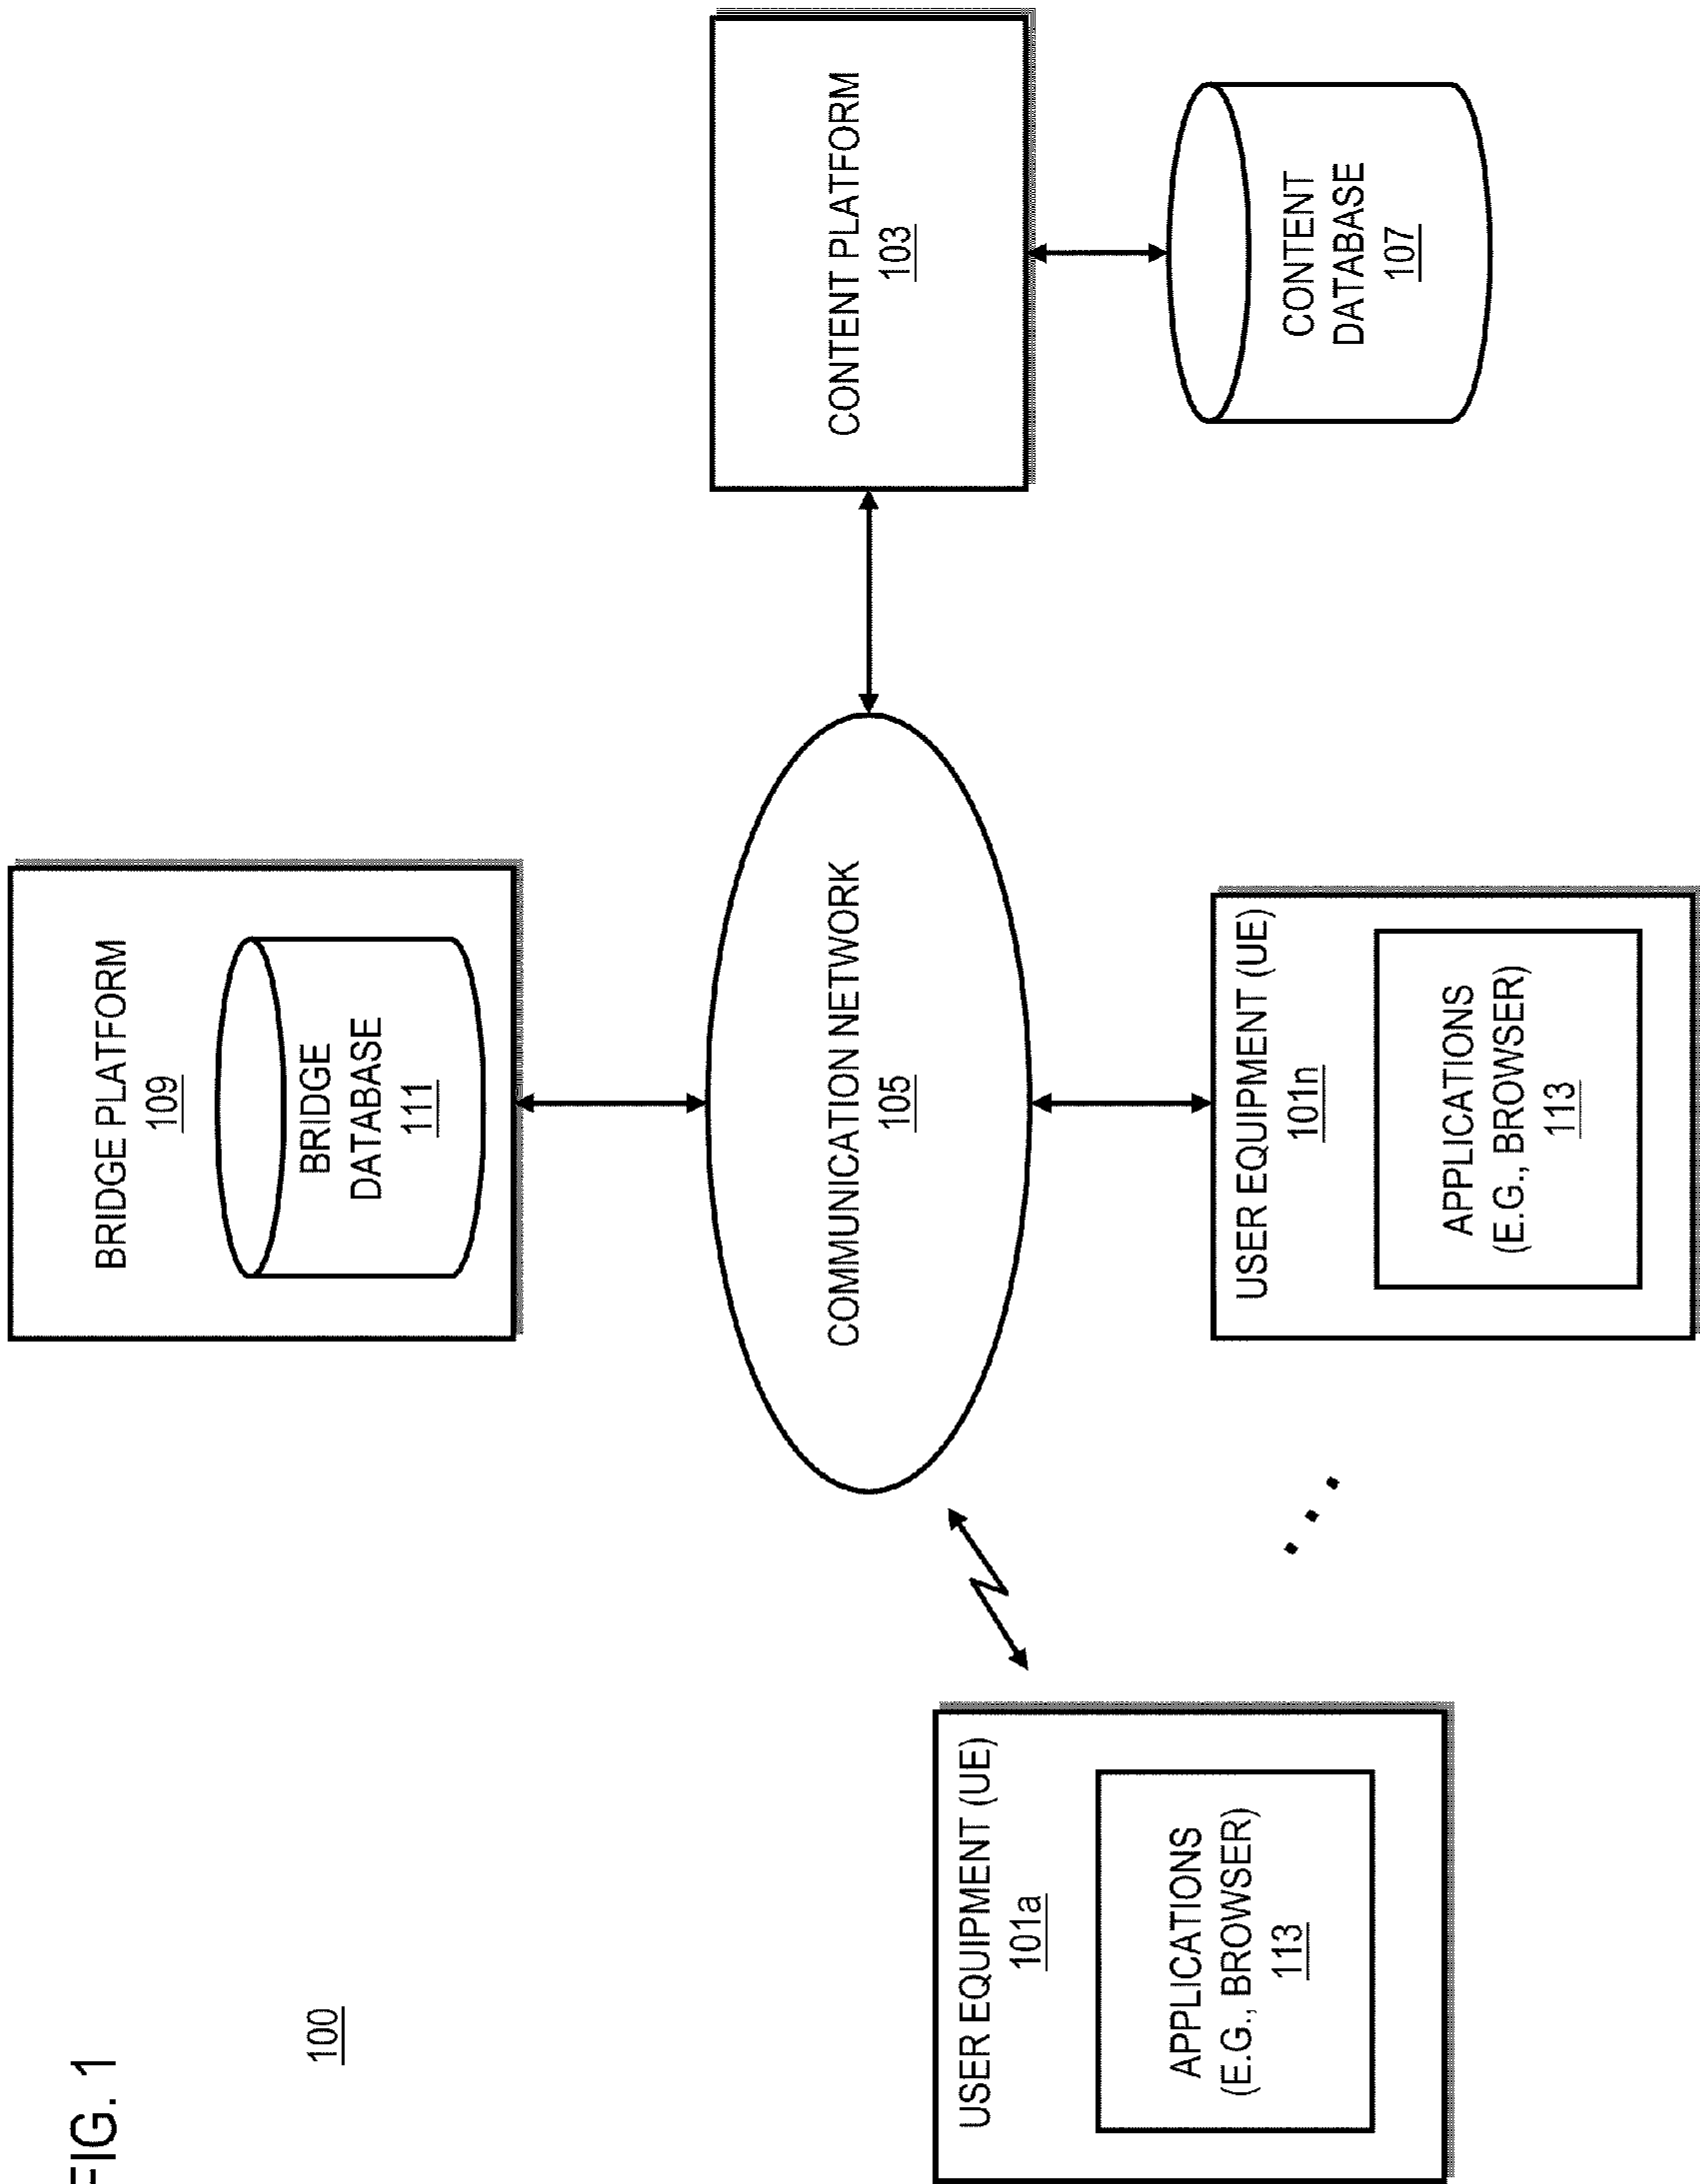 FIG. 1
100
BRIDGE PLATFORM
109
BRIDGE
DATABASE
111
COMMUNICATION NETWORK
105
CONTENT PLATFORM
103
CONTENT
DATABASE
107
USER EQUIPMENT (UE)
101a
APPLICATIONS
(E.G., BROWSER)
113
USER EQUIPMENT (UE)
101n
APPLICATIONS
(E.G., BROWSER)
113